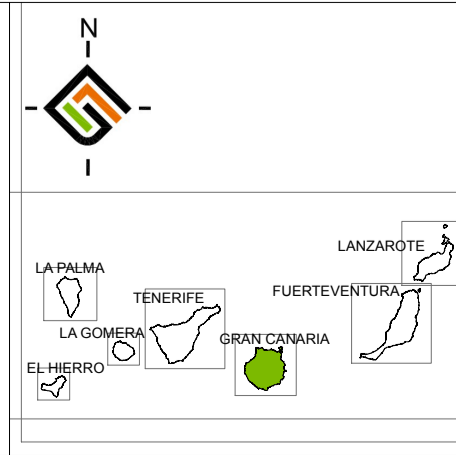 N
LANZAROTE
LA PALMA
FUERTEVENTURA
TENERIFE
LA GOMERA
GRAN CANARIA
EL HIERRO